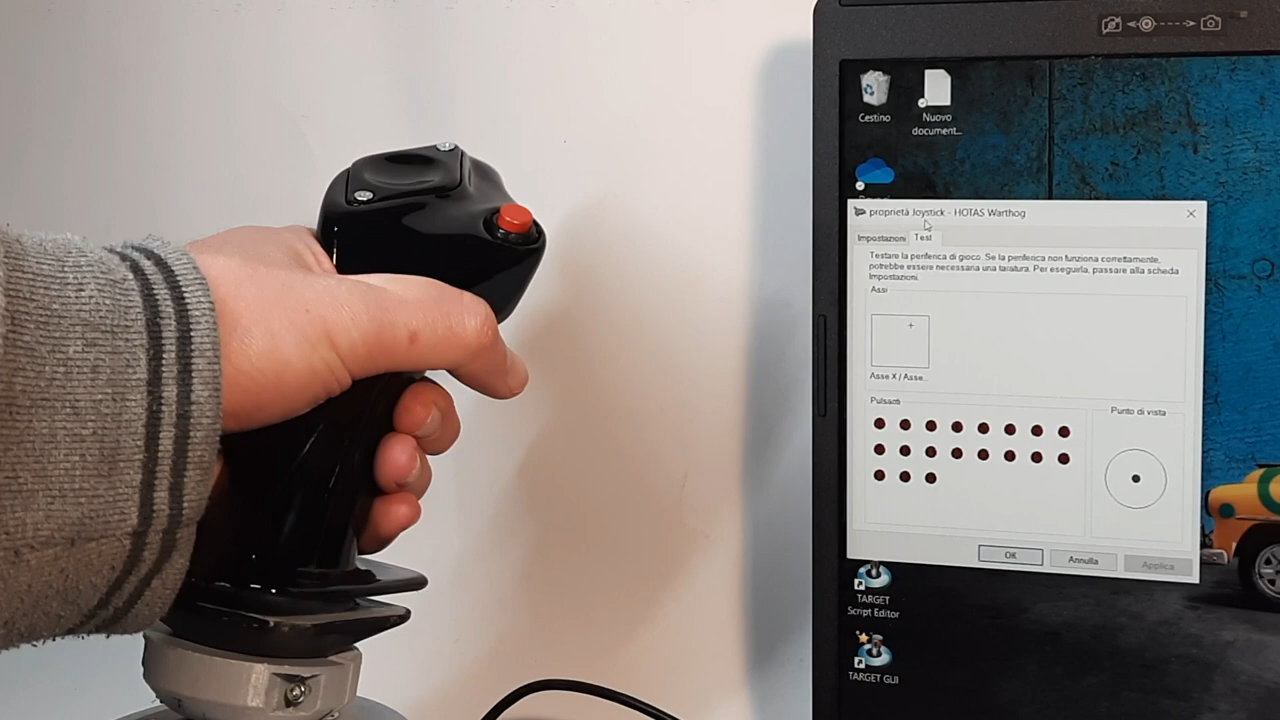 Cestino
Nuovo
document...
proprietà Joystick - HOTAS Warthog
Impostazioni
Test
Testare la periferica di gioco. Se la periferica non funziona correttamente,
potrebbe essere necessaria una taratura. Per eseguirla, passare alla scheda
Impostazioni.
Assi
Asse X / Asse...
Pulsanti
Punto di vista
OK
Annulla
Applica
TARGET
Script Editor
TARGET GUI